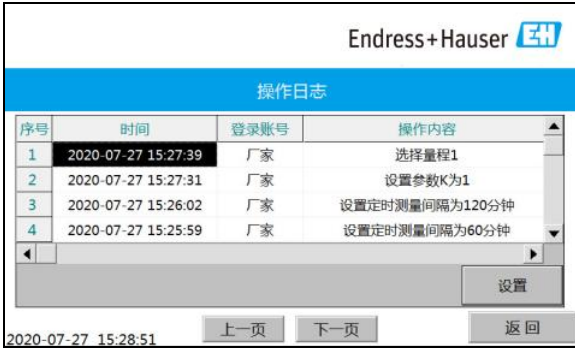 Endress+Hauser EH
操作日志
序号 时间 登录账号 操作内容
1 2020-07-27 15:27:39 厂家 选择量程1
2 2020-07-27 15:27:31 厂家 设置参数K为1
3 2020-07-27 15:26:02 厂家 设置定时测量间隔为120分钟
4 2020-07-27 15:25:59 厂家 设置定时测量间隔为60分钟
设置
2020-07-27 15:28:51 上一页 下一页 返回